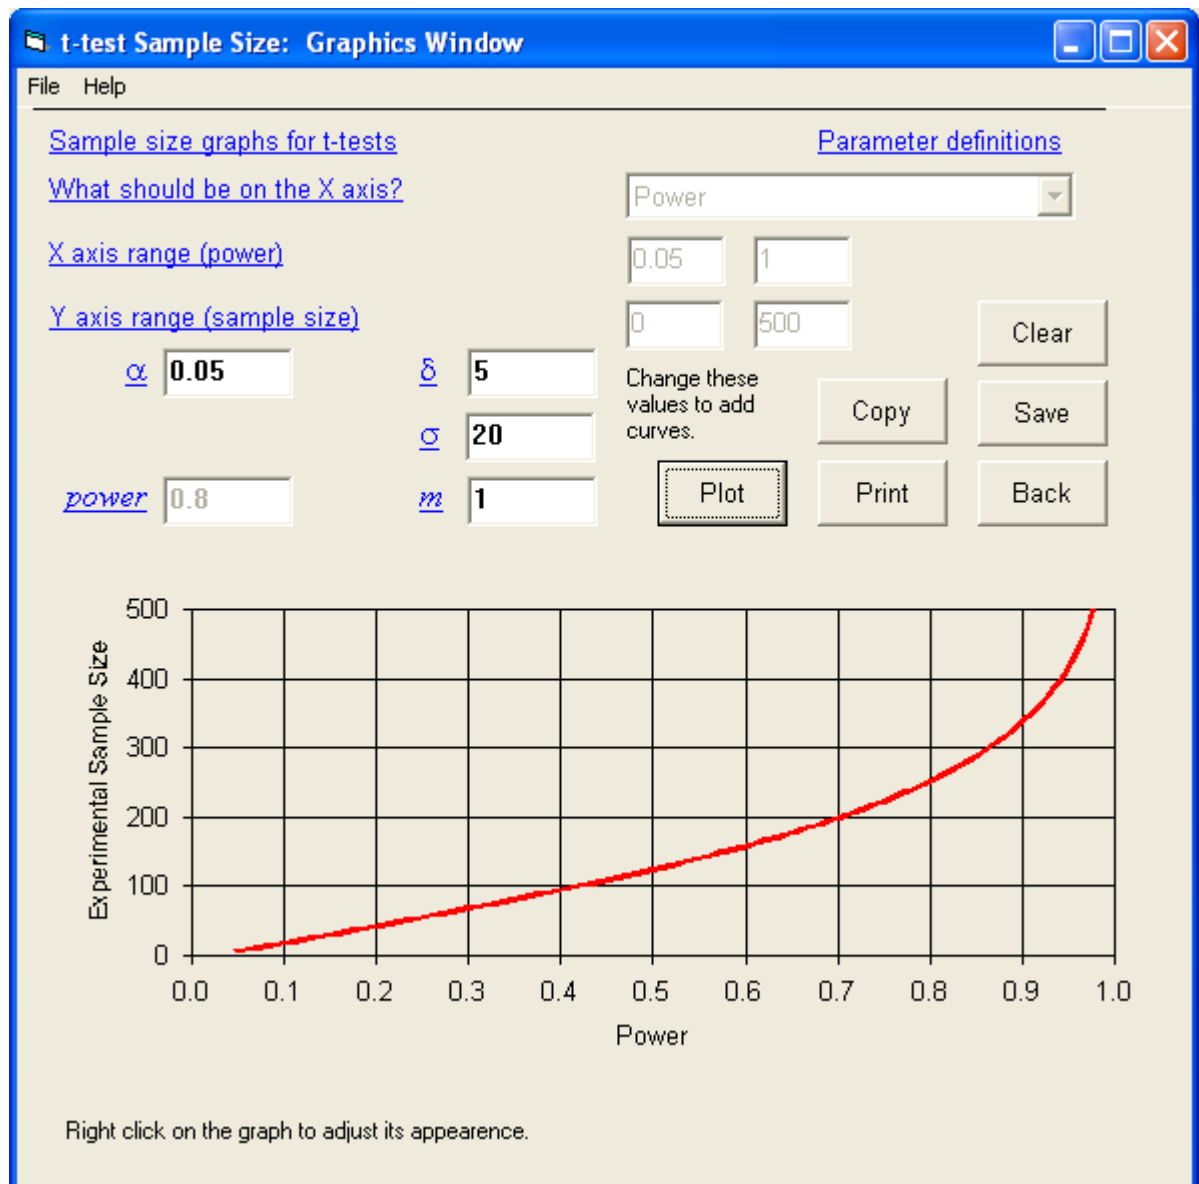 t-test Sample Size:  Graphics Window
File Help
Sample size graphs for t-tests
Parameter definitions
What should be on the X axis?
Power
X axis range (power)
0.05 1
Y axis range (sample size)
0 500
Clear
α 0.05 δ 5
Change these
values to add
curves.
Copy Save
σ 20
power 0.8 m 1
Plot Print Back
500
400
300
200
100
0
Experimental Sample Size
0.0 0.1 0.2 0.3 0.4 0.5 0.6 0.7 0.8 0.9 1.0
Power
Right click on the graph to adjust its appearence.